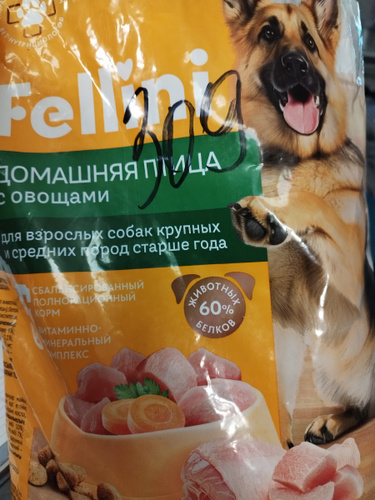 Fellini
309
ДОМАШНЯЯ ПТИЦА
с овощами
для взрослых собак крупных
и средних пород старше года
СБАЛАНСИРОВАННЫЙ
ПОЛНОРАЦИОННЫЙ
КОРМ
ВИТАМИННО-
МИНЕРАЛЬНЫЙ
КОМПЛЕКС
60%
ЖИВОТНЫХ
БЕЛКОВ